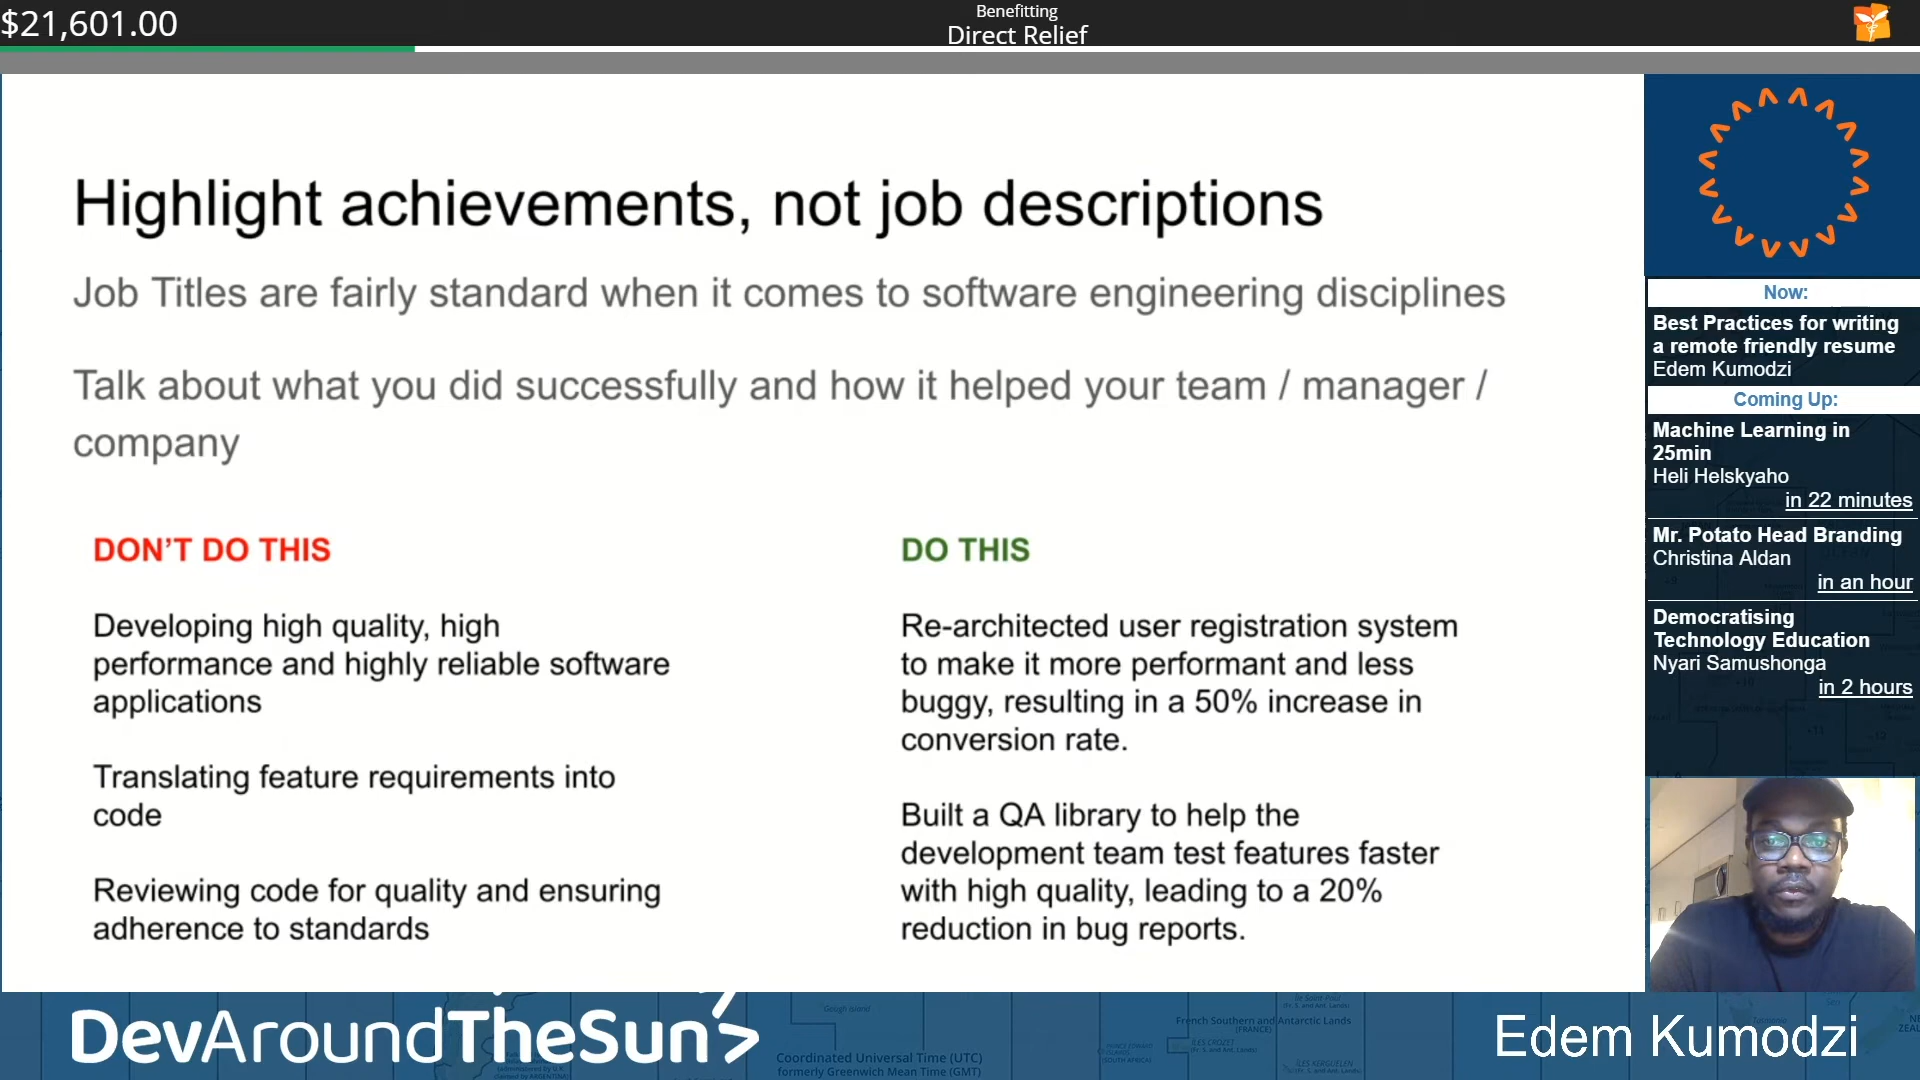 $21,601.00
Benefitting
Direct Relief
Highlight achievements, not job descriptions
Job Titles are fairly standard when it comes to software engineering disciplines
Talk about what you did successfully and how it helped your team / manager /
company
DON'T DO THIS
Developing high quality, high
performance and highly reliable software
applications
Translating feature requirements into
code
Reviewing code for quality and ensuring
adherence to standards
DO THIS
Re-architected user registration system
to make it more performant and less
buggy, resulting in a 50% increase in
conversion rate.
Built a QA library to help the
development team test features faster
with high quality, leading to a 20%
reduction in bug reports.
Now:
Best Practices for writing
a remote friendly resume
Edem Kumodzi
Coming Up:
Machine Learning in
25min
Heli Helskyaho
in 22 minutes
Mr. Potato Head Branding
Christina Aldan
in an hour
Democratising
Technology Education
Nyari Samushonga
in 2 hours
DevAroundTheSun
Gough Island
Coordinated Universal Time (UTC)
formerly Greenwich Mean Time (GMT)
French Southern and Antarctic Lands
(FRANCE)
Edem Kumodzi